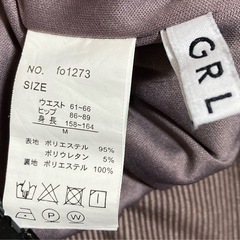 NO. fo1273
SIZE
ウエスト 61~66
ヒップ 86~89
身長 158~164
M
表地 ポリエステル 95%
ポリウレタン 5%
裏地 ポリエステル 100%
GRL